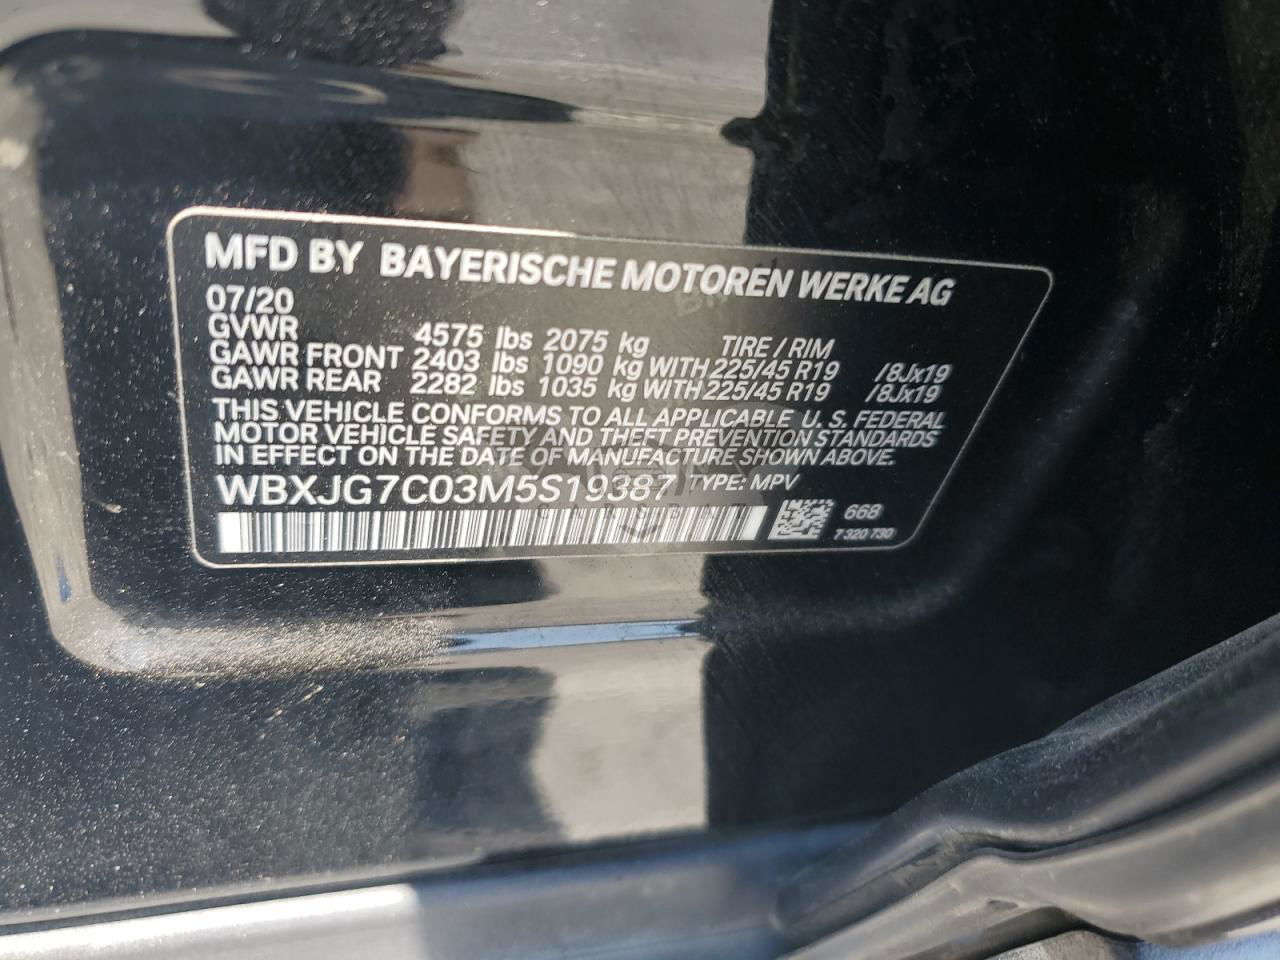 MFD BY BAYERISCHE MOTOREN WERKE AG
07/20
GVWR 4575 lbs 2075 kg TIRE / RIM
GAWR FRONT 2403 lbs 1090 kg WITH 225/45 R19 /8Jx19
GAWR REAR 2282 lbs 1035 kg WITH 225/45 R19 /8Jx19
THIS VEHICLE CONFORMS TO ALL APPLICABLE U. S. FEDERAL
MOTOR VEHICLE SAFETY AND THEFT PREVENTION STANDARDS
IN EFFECT ON THE DATE OF MANUFACTURE SHOWN ABOVE.
WBXJG7C03M5S19387 TYPE: MPV
668
7 320 730